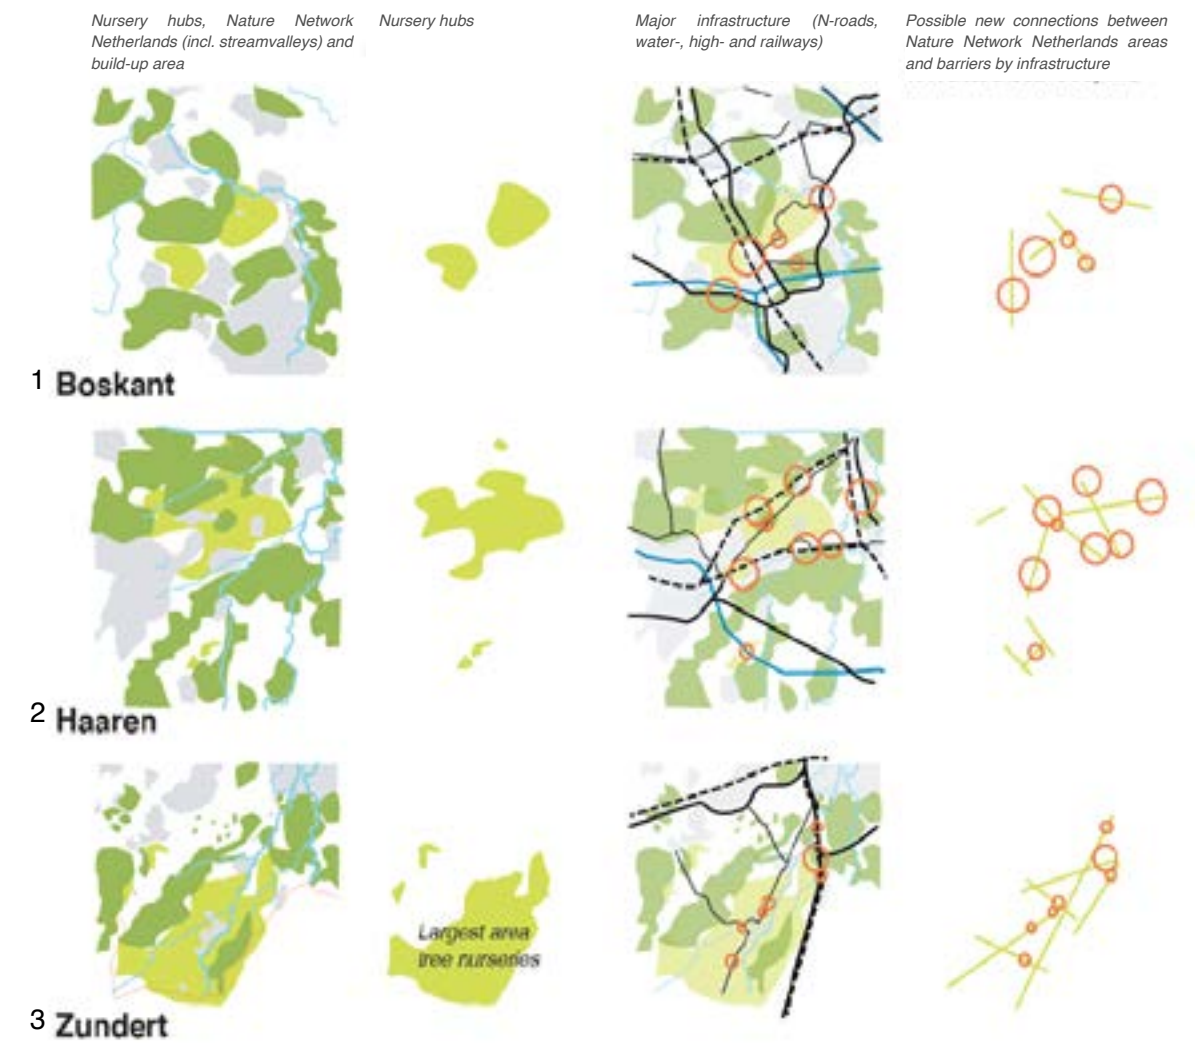 Nursery hubs, Nature Network
Netherlands (incl. streamvalleys) and
build-up area
Nursery hubs
Major infrastructure (N-roads,
water-, high- and railways)
Possible new connections between
Nature Network Netherlands areas
and barriers by infrastructure
1 Boskant
2 Haaren
Largest area
tree nurseries
3 Zundert